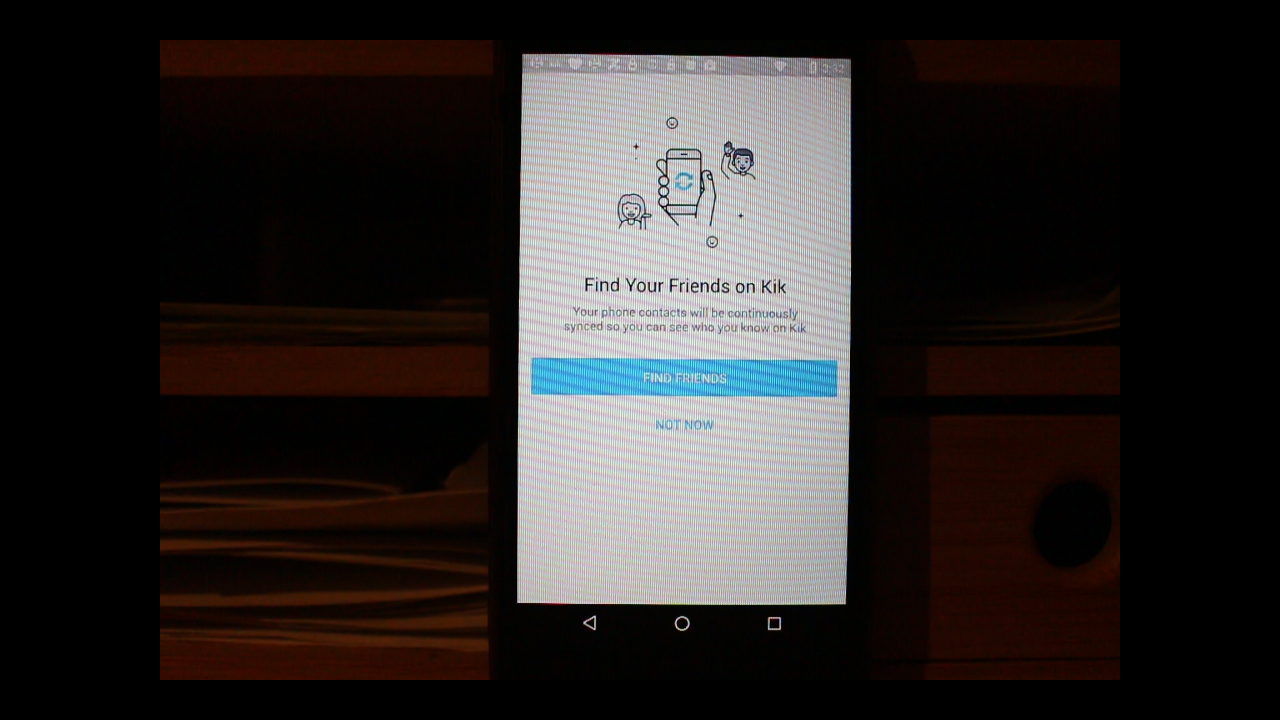 Find Your Friends on Kik
Your phone contacts will be continuously
synced so you can see who you know on Kik
FIND FRIENDS
NOT NOW